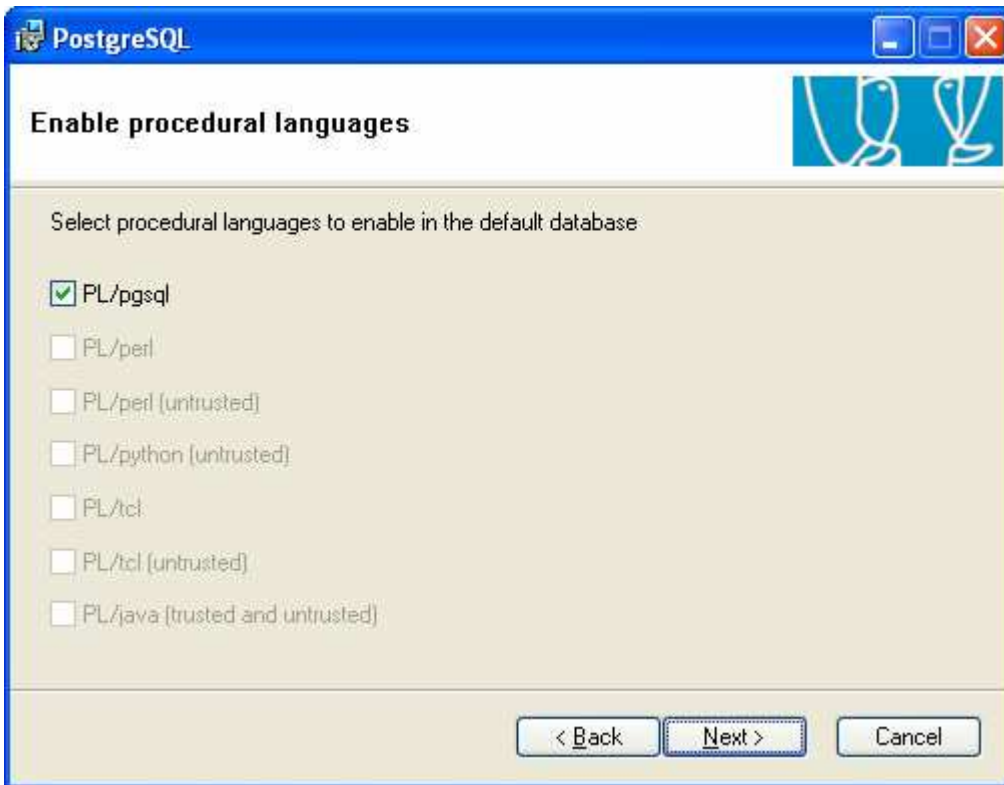 PostgreSQL
Enable procedural languages
Select procedural languages to enable in the default database
PL/pgsql
PL/perl
PL/perl (untrusted)
PL/python (untrusted)
PL/tcl
PL/tcl (untrusted)
PL/java (trusted and untrusted)
< Back Next > Cancel